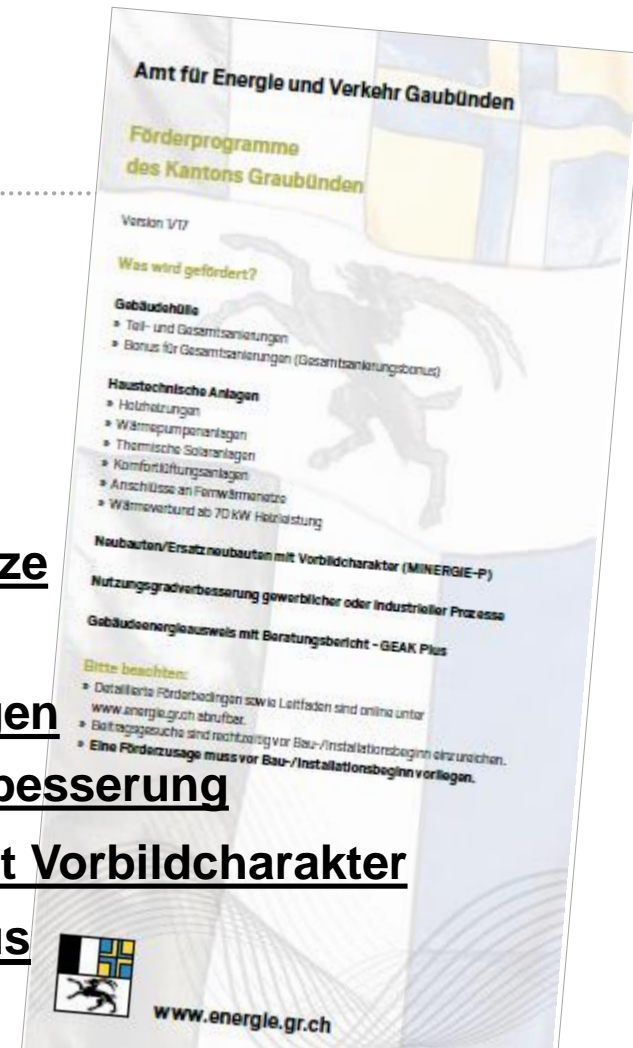 Amt für Energie und Verkehr Gaubünden
Förderprogramme
des Kantons Graubünden
Version 1/17
Was wird gefördert?
Gebäudehülle
» Teil- und Gesamtsanierungen
» Bonus für Gesamtsanierungen (Gesamtsanierungsbonus)
Haustechnische Anlagen
» Holzheizungen
» Wärmepumpenanlagen
» Thermische Solaranlagen
» Komfortlüftungsanlagen
» Anschlüsse an Fernwärmenetze
» Wärmeverbund ab 70 kW Heizleistung
Neubauten/Ersatzneubauten mit Vorbildcharakter (MINERGIE-P)
Nutzungsgradverbesserung gewerblicher oder industrieller Prozesse
Gebäudeenergieausweis mit Beratungsbericht - GEAK Plus
Bitte beachten:
» Detaillierte Förderbedingen sowie Leitfaden sind online unter
www.energie.gr.ch abrufbar.
» Beitragsgesuche sind rechtzeitig vor Bau-/Installationsbeginn einzureichen.
» Eine Förderzusage muss vor Bau-/Installationsbeginn vorliegen.
www.energie.gr.ch
ze
gen
besserung
t Vorbildcharakter
us